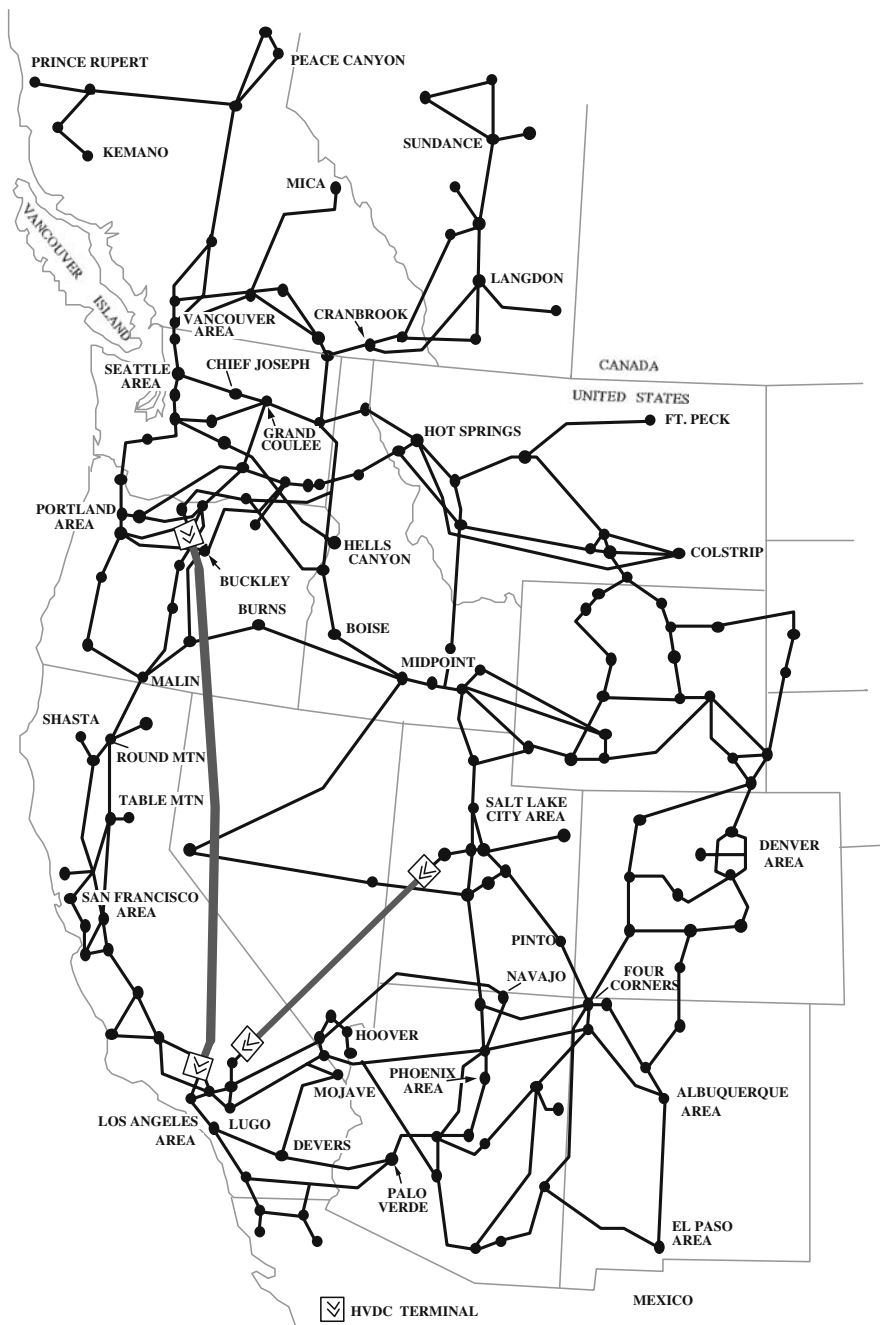 PRINCE RUPERT
PEACE CANYON
KEMANO
SUNDANCE
MICA
VANCOUVER
ISLAND
LANGDON
VANCOUVER
AREA
CRANBROOK
SEATTLE
AREA
CHIEF JOSEPH
CANADA
UNITED STATES
GRAND
COULEE
HOT SPRINGS
FT. PECK
PORTLAND
AREA
HELLS
CANYON
COLSTRIP
BUCKLEY
BURNS
BOISE
MIDPOINT
MALIN
SHASTA
ROUND MTN
TABLE MTN
SALT LAKE
CITY AREA
DENVER
AREA
SAN FRANCISCO
AREA
PINTO
NAVAJO
FOUR
CORNERS
HOOVER
PHOENIX
AREA
MOJAVE
ALBUQUERQUE
AREA
LOS ANGELES
AREA
LUGO
DEVERS
PALO
VERDE
EL PASO
AREA
MEXICO
HVDC TERMINAL